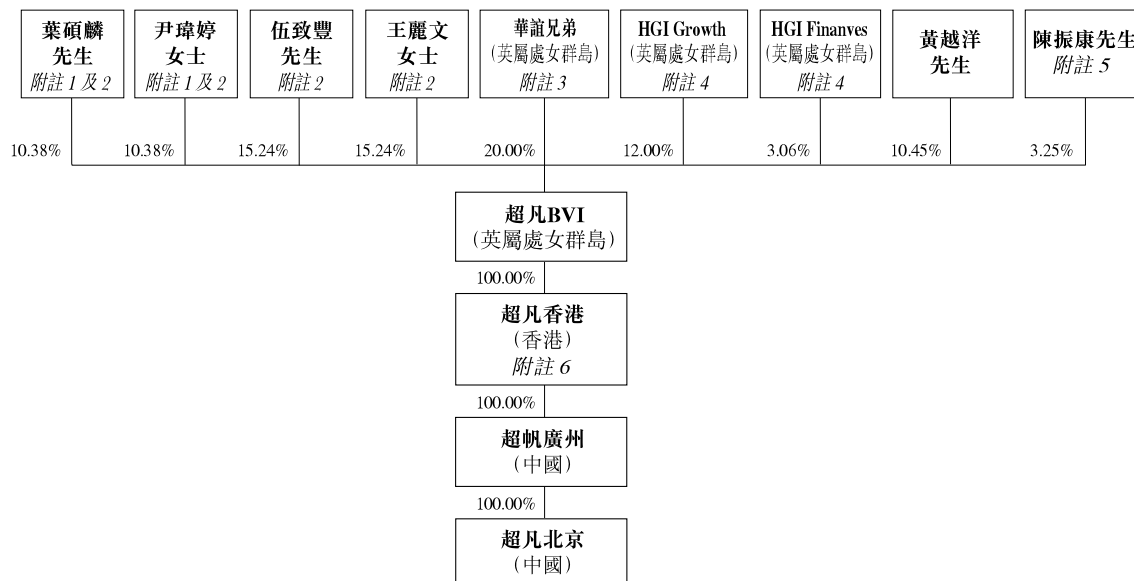 葉碩麟
先生
附註 1 及 2
尹瑋婷
女士
附註 1 及 2
伍致豐
先生
附註 2
王麗文
女士
附註 2
華誼兄弟
(英屬處女群島)
附註 3
HGI Growth
(英屬處女群島)
附註 4
HGI Finanves
(英屬處女群島)
附註 4
黃越洋
先生
陳振康先生
附註 5
10.38%
10.38%
15.24%
15.24%
20.00%
12.00%
3.06%
10.45%
3.25%
超凡BVI
(英屬處女群島)
100.00%
超凡香港
(香港)
附註 6
100.00%
超帆廣州
(中國)
100.00%
超凡北京
(中國)